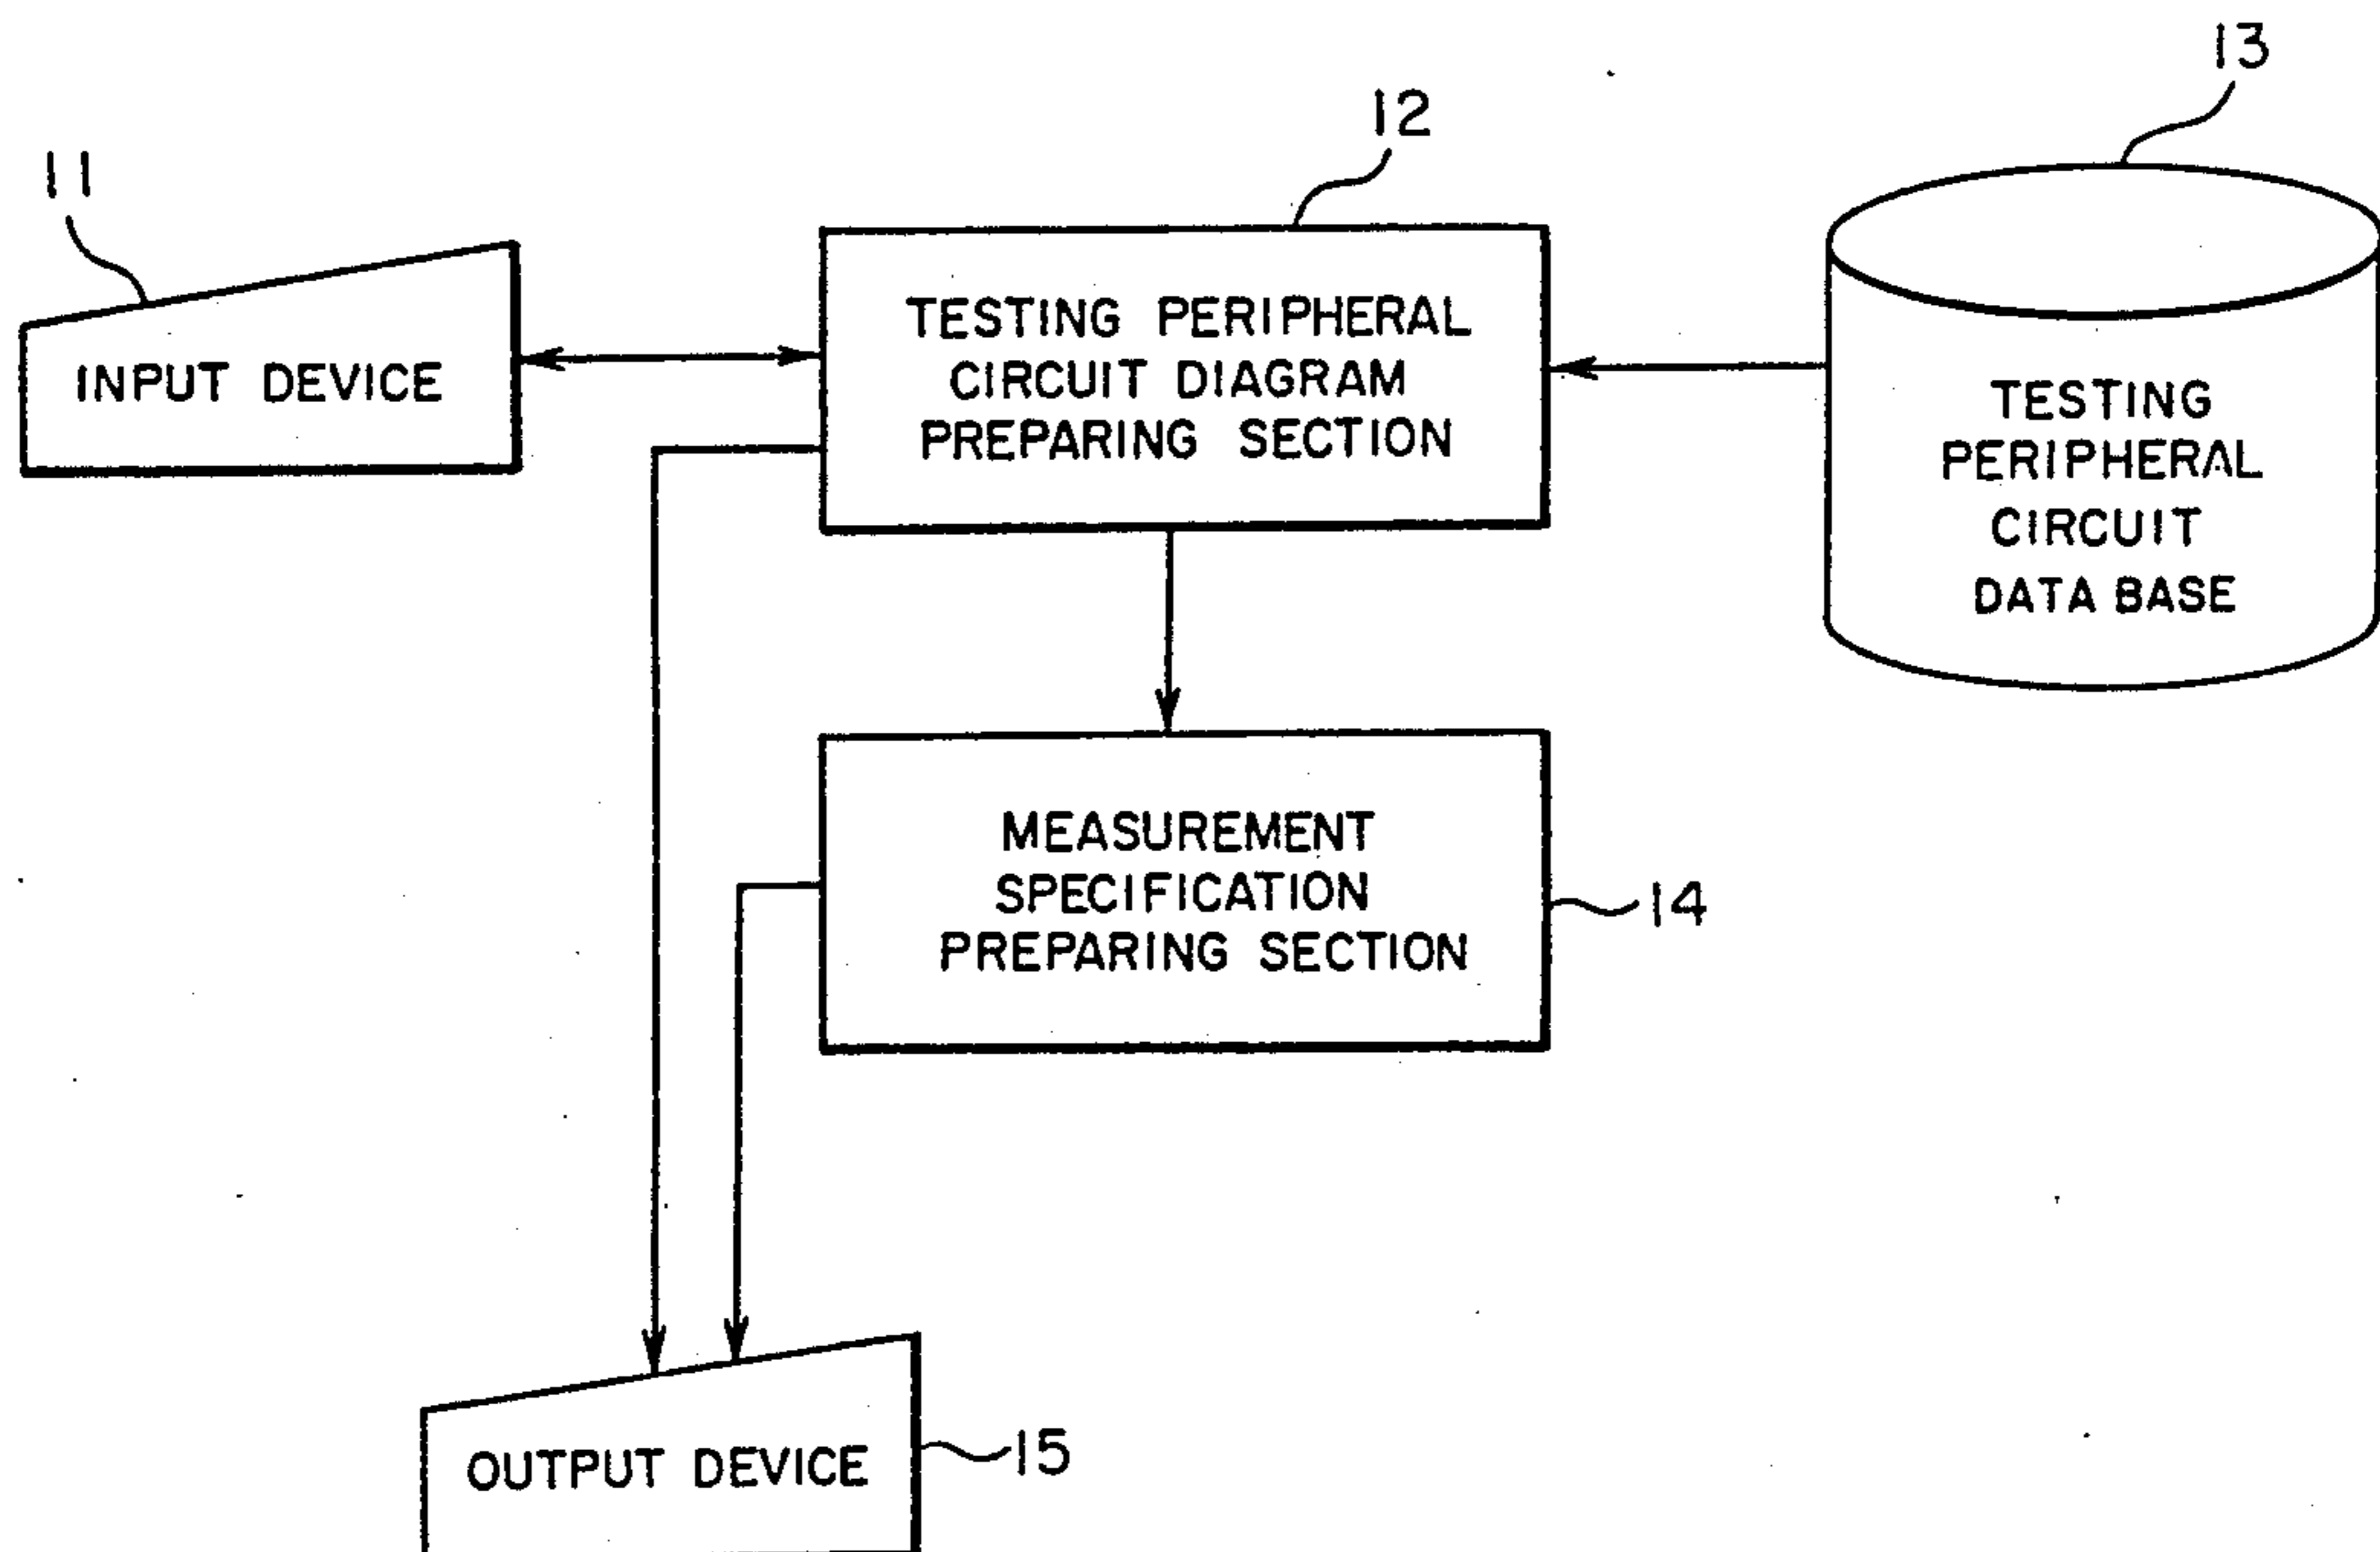 13
12
11
TESTING PERIPHERAL
CIRCUIT DIAGRAM
PREPARING SECTION
INPUT DEVICE
TESTING
PERIPHERAL
CIRCUIT
DATA BASE
MEASUREMENT
SPECIFICATION
PREPARING SECTION
14
OUTPUT DEVICE
15